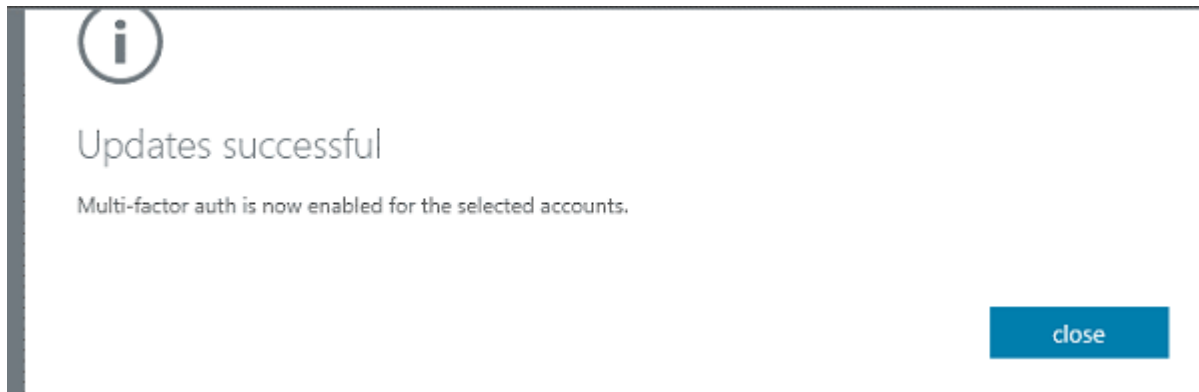 i
Updates successful
Multi-factor auth is now enabled for the selected accounts.
close